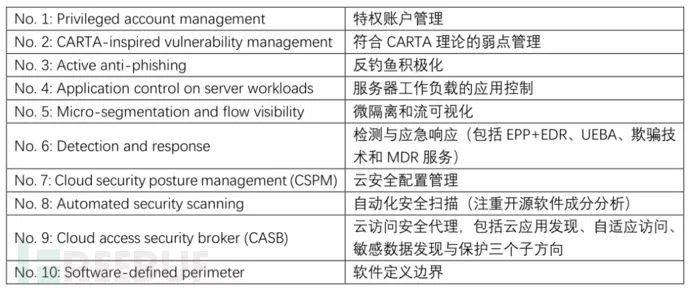 No. 1: Privileged account management 特权账户管理
No. 2: CARTA-inspired vulnerability management 符合 CARTA 理论的弱点管理
No. 3: Active anti-phishing 反钓鱼积极化
No. 4: Application control on server workloads 服务器工作负载的应用控制
No. 5: Micro-segmentation and flow visibility 微隔离和流可视化
No. 6: Detection and response 检测与应急响应（包括 EPP+EDR、UEBA、欺骗技
术和 MDR 服务）
No. 7: Cloud security posture management (CSPM) 云安全配置管理
No. 8: Automated security scanning 自动化安全扫描（注重开源软件成分分析）
No. 9: Cloud access security broker (CASB) 云访问安全代理，包括云应用发现、自适应访问、
敏感数据发现与保护三个子方向
No. 10: Software-defined perimeter 软件定义边界